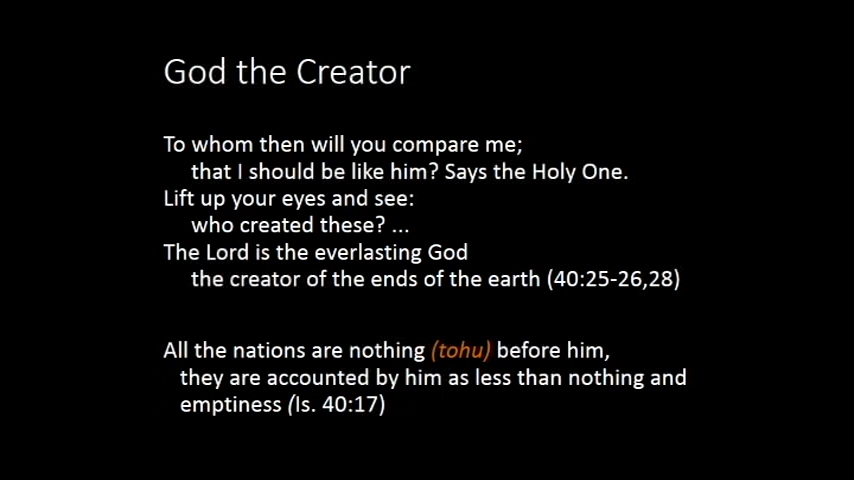 God the Creator
To whom then will you compare me;
that I should be like him? Says the Holy One.
Lift up your eyes and see:
who created these? ...
The Lord is the everlasting God
the creator of the ends of the earth (40:25-26,28)
All the nations are nothing (tohu) before him,
they are accounted by him as less than nothing and
emptiness (Is. 40:17)